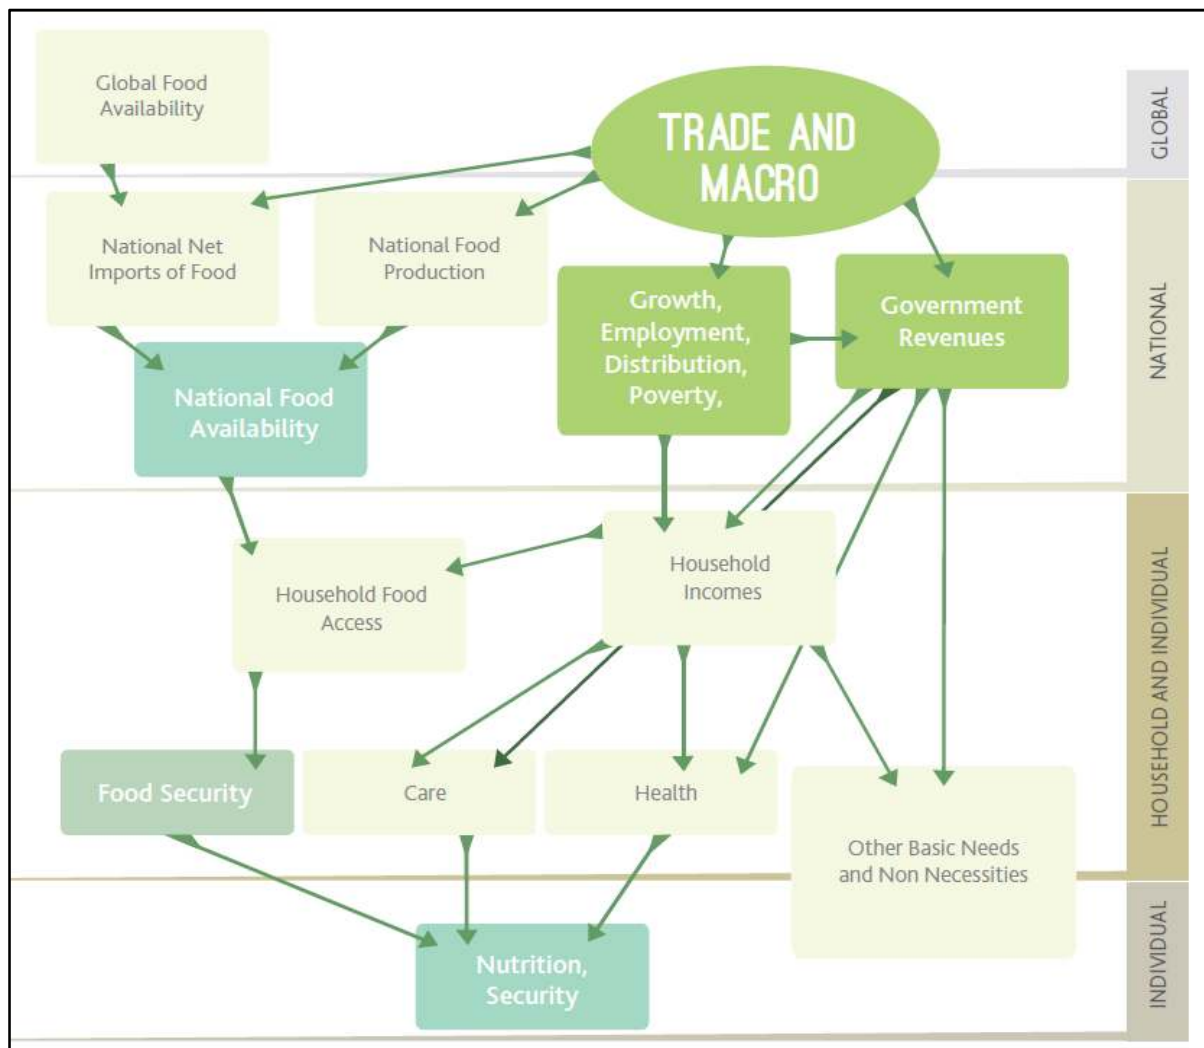 Global Food
Availability
TRADE AND
MACRO
GLOBAL
National Net
Imports of Food
National Food
Production
Growth,
Employment,
Distribution,
Poverty,
Government
Revenues
NATIONAL
National Food
Availability
Household Food
Access
Household
Incomes
HOUSEHOLD AND INDIVIDUAL
Food Security
Care
Health
Other Basic Needs
and Non Necessities
Nutrition,
Security
INDIVIDUAL